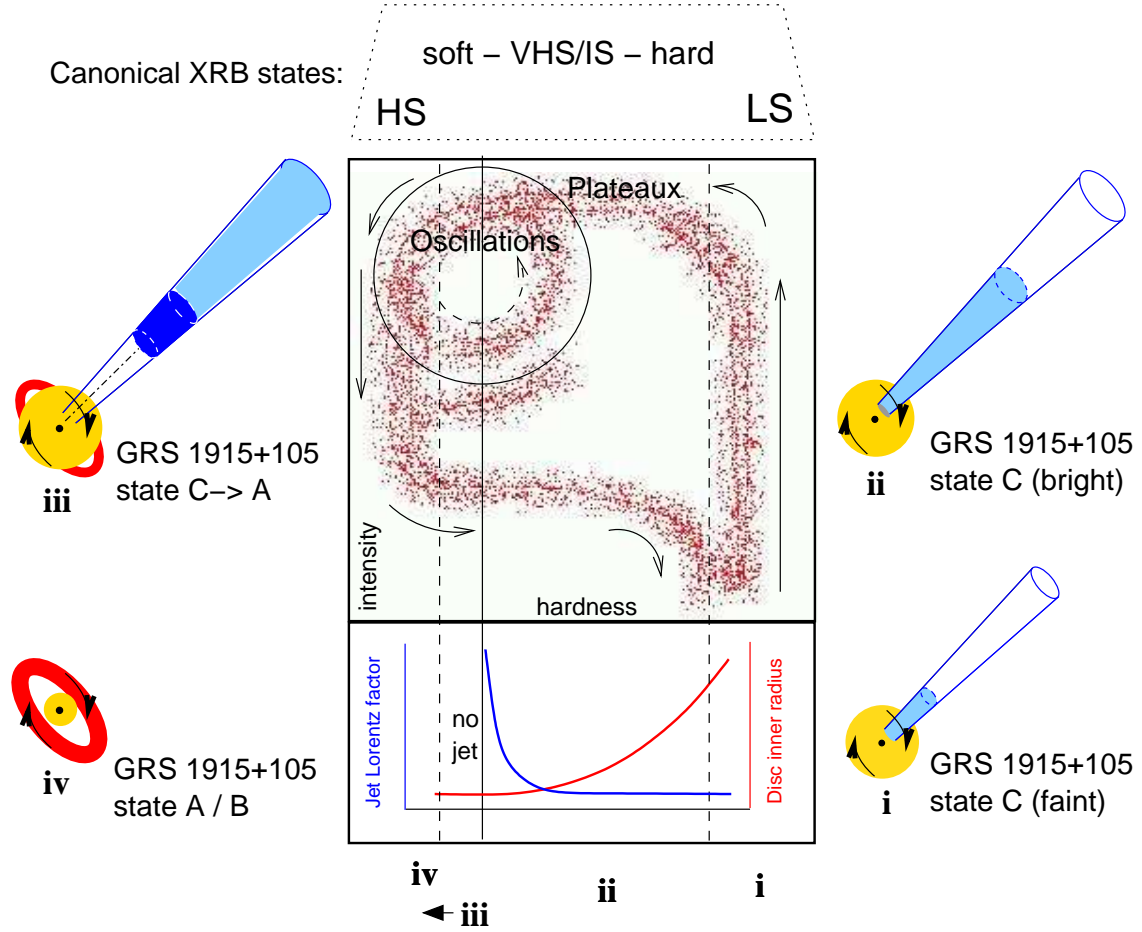 soft – VHS/IS – hard
Canonical XRB states:
HS
LS
Plateaux
Oscillations
GRS 1915+105
state C–> A
iii
GRS 1915+105
state C (bright)
ii
intensity
hardness
Jet Lorentz factor
no
jet
Disc inner radius
GRS 1915+105
state A / B
iv
GRS 1915+105
state C (faint)
i
iv
iii
ii
i